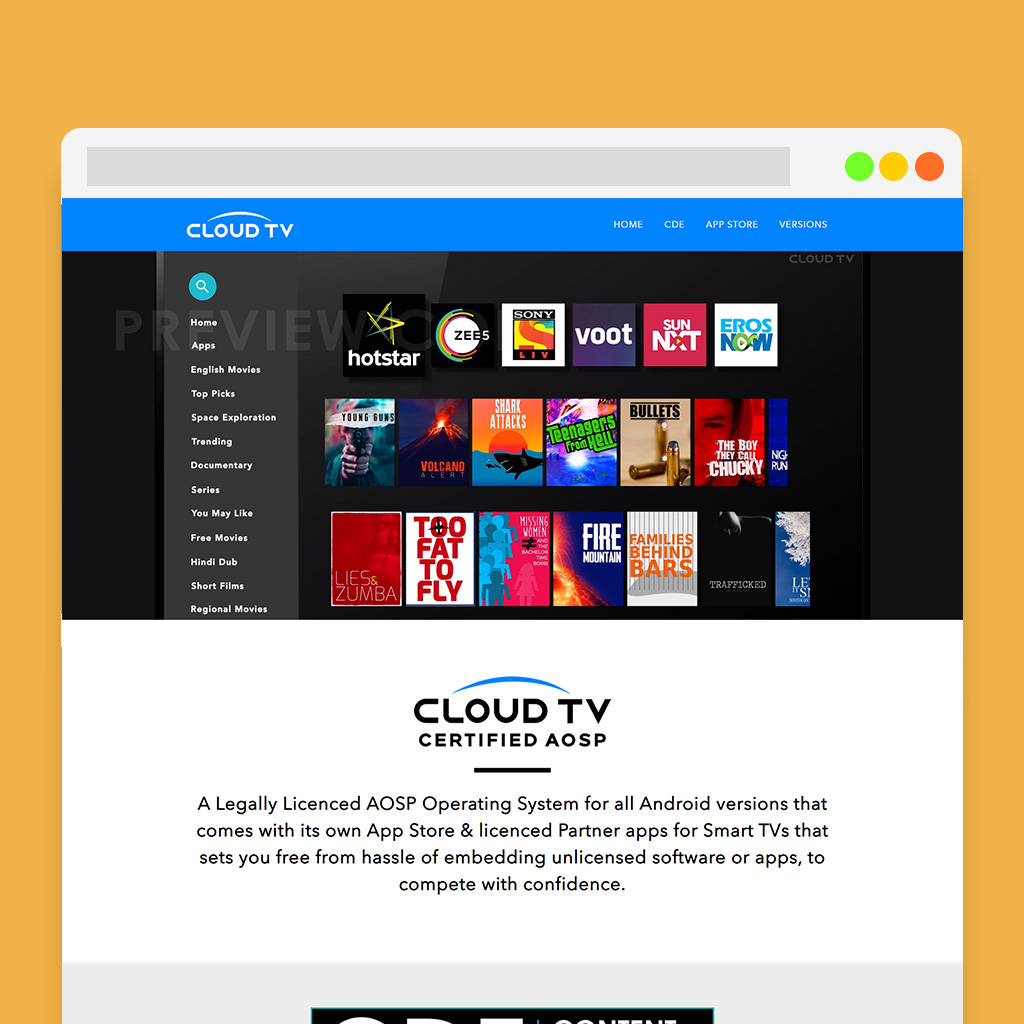 CLOUD TV
HOME CDE APP STORE VERSIONS
CLOUD TV
PREVIEW
Home
Apps
English Movies
Top Picks
Space Exploration
Trending
Documentary
Series
You May Like
Free Movies
Hindi Dub
Short Films
Regional Movies
hotstar
ZEE5
SONY
LIV
voot
SUN
NXT
EROS
NOW
YOUNG GUNS
VOLCANO
ALERT
SHARK
ATTACKS
Teenagers
from Hell
BULLETS
THE BOY
THEY CALL
CHUCKY
LIES&
ZUMBA
TOO
FAT
TO
FLY
MISSING
WOMEN
AND
THE
BACHELOR
TIME
BOMB
FIRE
MOUNTAIN
FAMILIES
BEHIND
BARS
TRAFFICKED
CLOUD TV
CERTIFIED AOSP
A Legally Licenced AOSP Operating System for all Android versions that
comes with its own App Store & licenced Partner apps for Smart TVs that
sets you free from hassle of embedding unlicensed software or apps, to
compete with confidence.